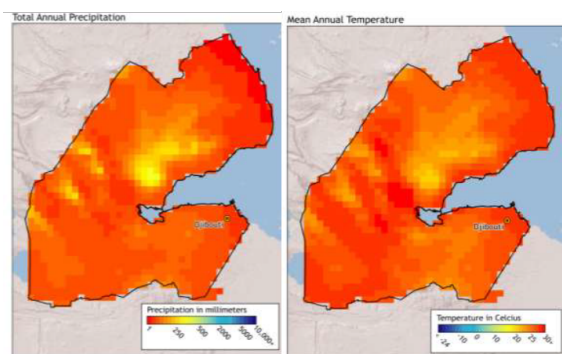 Total Annual Precipitation
Mean Annual Temperature
Djibouti
Djibouti
Precipitation in millimeters
1 250 500 2000 5000 10,000+
Temperature in Celcius
< -24 -10 0 10 20 25 30+